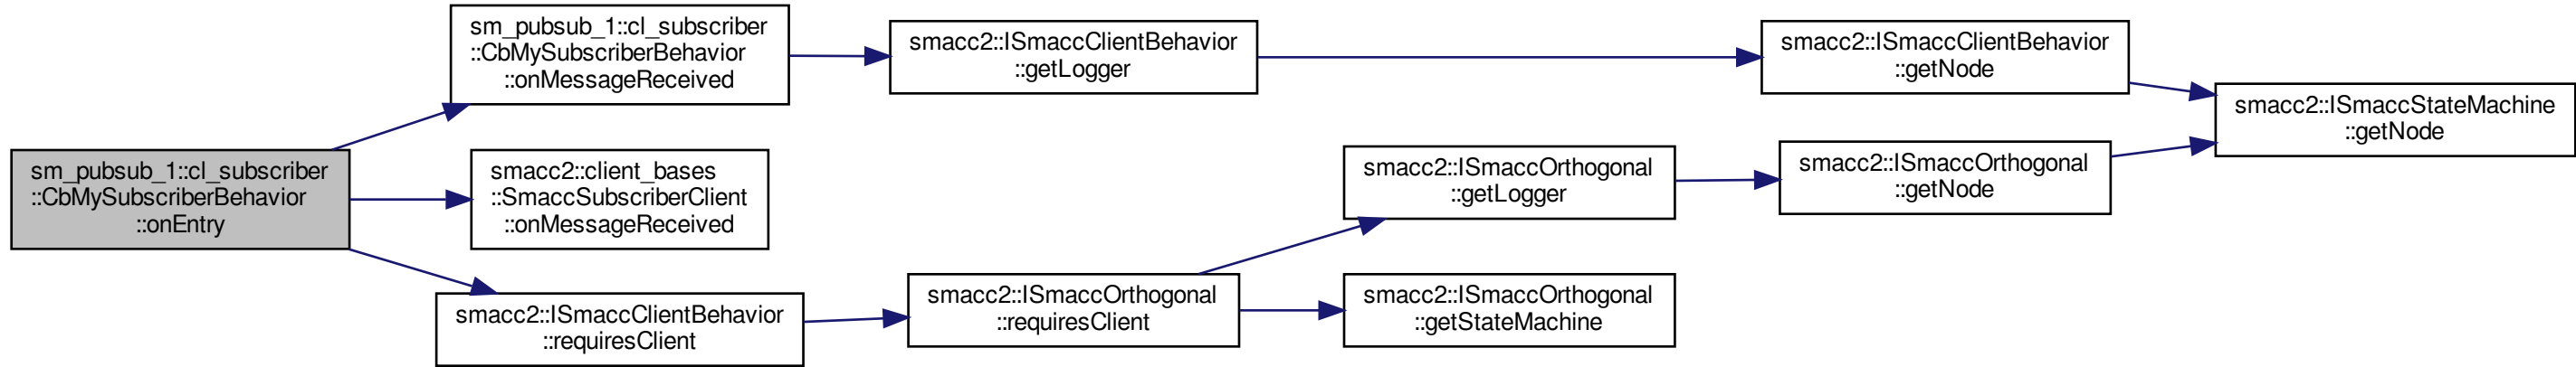 sm_pubsub_1::cl_subscriber
::CbMySubscriberBehavior
::onEntry
sm_pubsub_1::cl_subscriber
::CbMySubscriberBehavior
::onMessageReceived
smacc2::ISmaccClientBehavior
::getLogger
smacc2::ISmaccClientBehavior
::getNode
smacc2::ISmaccStateMachine
::getNode
smacc2::client_bases
::SmaccSubscriberClient
::onMessageReceived
smacc2::ISmaccClientBehavior
::requiresClient
smacc2::ISmaccOrthogonal
::requiresClient
smacc2::ISmaccOrthogonal
::getLogger
smacc2::ISmaccOrthogonal
::getNode
smacc2::ISmaccOrthogonal
::getStateMachine